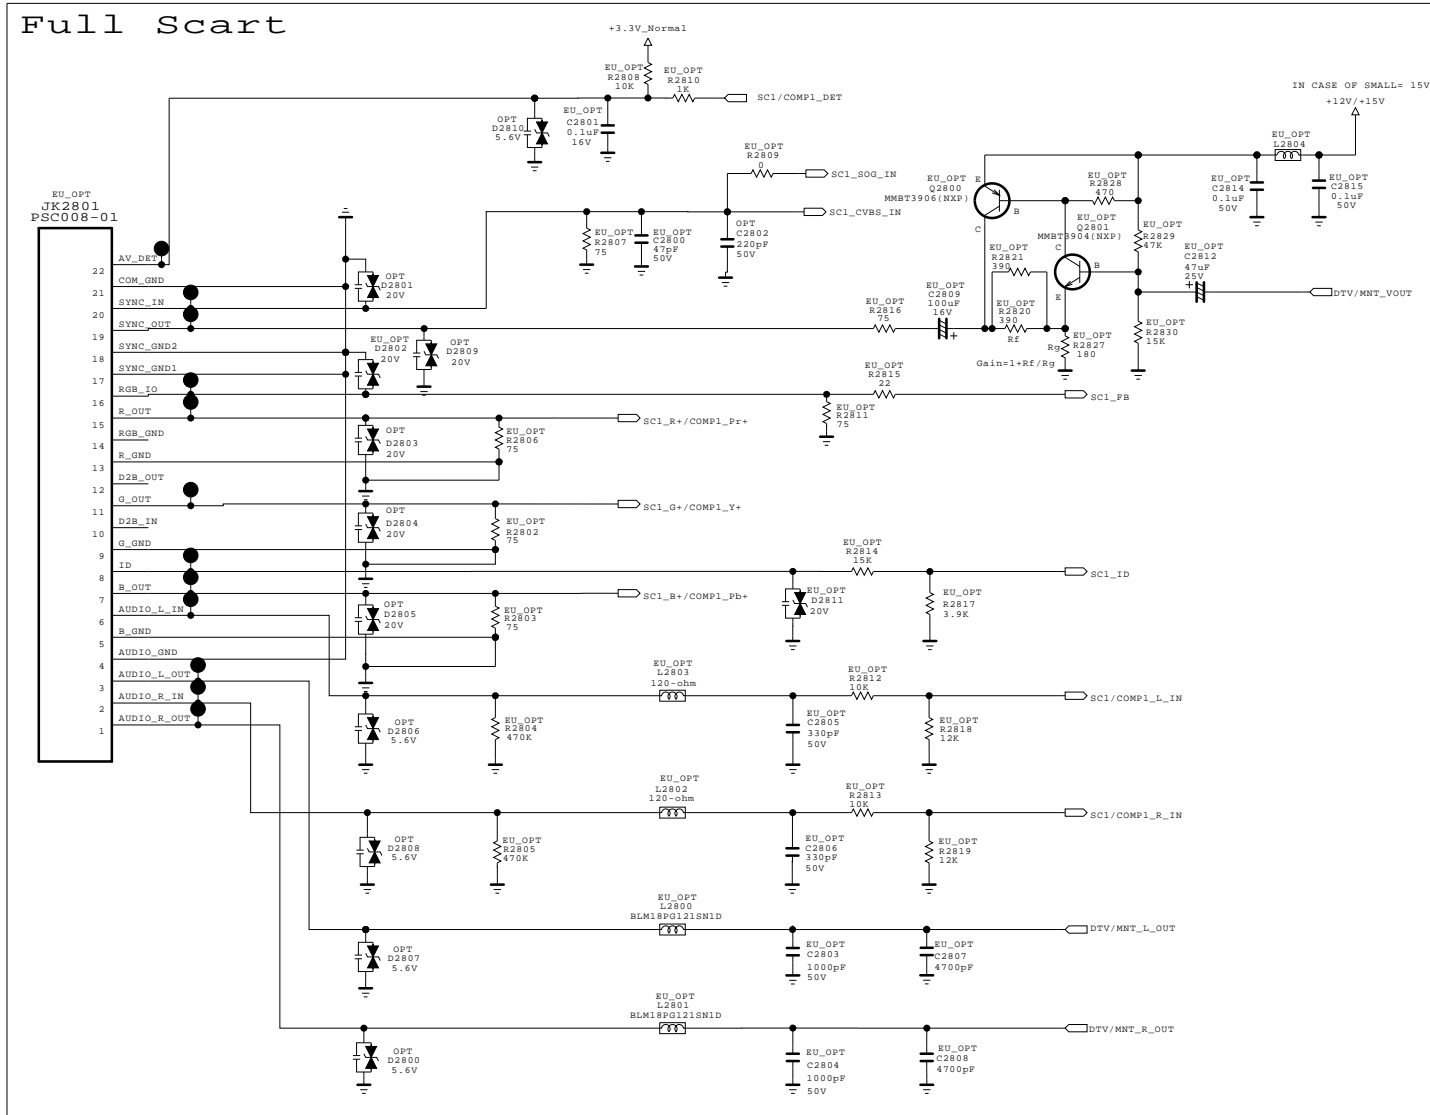 Full Scart
+3.3V_Normal
EU_OPT
R2808
10K
EU_OPT
R2810
1K
SC1/COMP1_DET
OPT
D2810
5.6V
EU_OPT
C2801
0.1uF
16V
IN CASE OF SMALL= 15V
+12V/+15V
EU_OPT
L2804
EU_OPT
C2814
0.1uF
50V
EU_OPT
C2815
0.1uF
50V
EU_OPT
R2809
0
SC1_SOG_IN
SC1_CVBS_IN
EU_OPT
R2807
75
EU_OPT
C2800
47pF
50V
OPT
C2802
220pF
50V
EU_OPT
Q2800
MMBT3906(NXP)
E
B
C
EU_OPT
R2828
470
EU_OPT
Q2801
MMBT3904(NXP)
C
B
E
EU_OPT
R2829
47K
EU_OPT
C2812
47uF
25V
+
DTV/MNT_VOUT
EU_OPT
R2821
390
EU_OPT
R2820
390
Rf
EU_OPT
C2809
100uF
16V
+
EU_OPT
R2816
75
EU_OPT
R2830
15K
Rg
EU_OPT
R2827
180
Gain=1+Rf/Rg
EU_OPT
JK2801
PSC008-01
AV_DET
22
COM_GND
21
SYNC_IN
20
SYNC_OUT
19
SYNC_GND2
18
SYNC_GND1
17
RGB_IO
16
R_OUT
15
RGB_GND
14
R_GND
13
D2B_OUT
12
G_OUT
11
D2B_IN
10
G_GND
9
ID
8
B_OUT
7
AUDIO_L_IN
6
B_GND
5
AUDIO_GND
4
AUDIO_L_OUT
3
AUDIO_R_IN
2
AUDIO_R_OUT
1
OPT
D2801
20V
EU_OPT
D2802
20V
OPT
D2809
20V
EU_OPT
R2815
22
SC1_FB
EU_OPT
R2811
75
OPT
D2803
20V
EU_OPT
R2806
75
SC1_R+/COMP1_Pr+
OPT
D2804
20V
EU_OPT
R2802
75
SC1_G+/COMP1_Y+
EU_OPT
R2814
15K
SC1_ID
EU_OPT
D2811
20V
EU_OPT
R2817
3.9K
OPT
D2805
20V
EU_OPT
R2803
75
SC1_B+/COMP1_Pb+
EU_OPT
L2803
120-ohm
EU_OPT
R2812
10K
SC1/COMP1_L_IN
OPT
D2806
5.6V
EU_OPT
R2804
470K
EU_OPT
C2805
330pF
50V
EU_OPT
R2818
12K
EU_OPT
L2802
120-ohm
EU_OPT
R2813
10K
SC1/COMP1_R_IN
OPT
D2808
5.6V
EU_OPT
R2805
470K
EU_OPT
C2806
330pF
50V
EU_OPT
R2819
12K
EU_OPT
L2800
BLM18PG121SN1D
DTV/MNT_L_OUT
OPT
D2807
5.6V
EU_OPT
C2803
1000pF
50V
EU_OPT
C2807
4700pF
EU_OPT
L2801
BLM18PG121SN1D
DTV/MNT_R_OUT
OPT
D2800
5.6V
EU_OPT
C2804
1000pF
50V
EU_OPT
C2808
4700pF